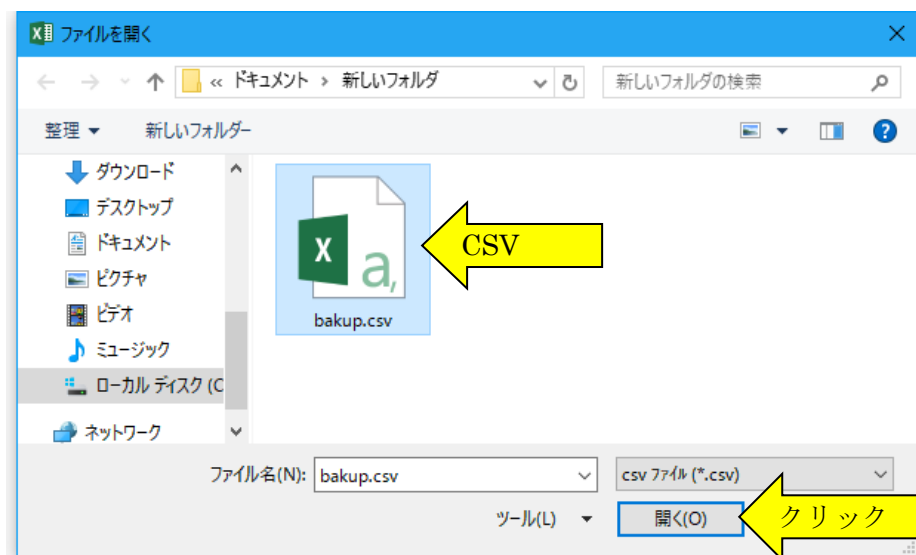 ファイルを開く
« ドキュメント › 新しいフォルダ
新しいフォルダの検索
整理
新しいフォルダー
ダウンロード
デスクトップ
ドキュメント
ピクチャ
ビデオ
ミュージック
ローカル ディスク (C
ネットワーク
bakup.csv
CSV
ファイル名(N): bakup.csv
csv ファイル (*.csv)
ツール(L)
開く(O)
クリック